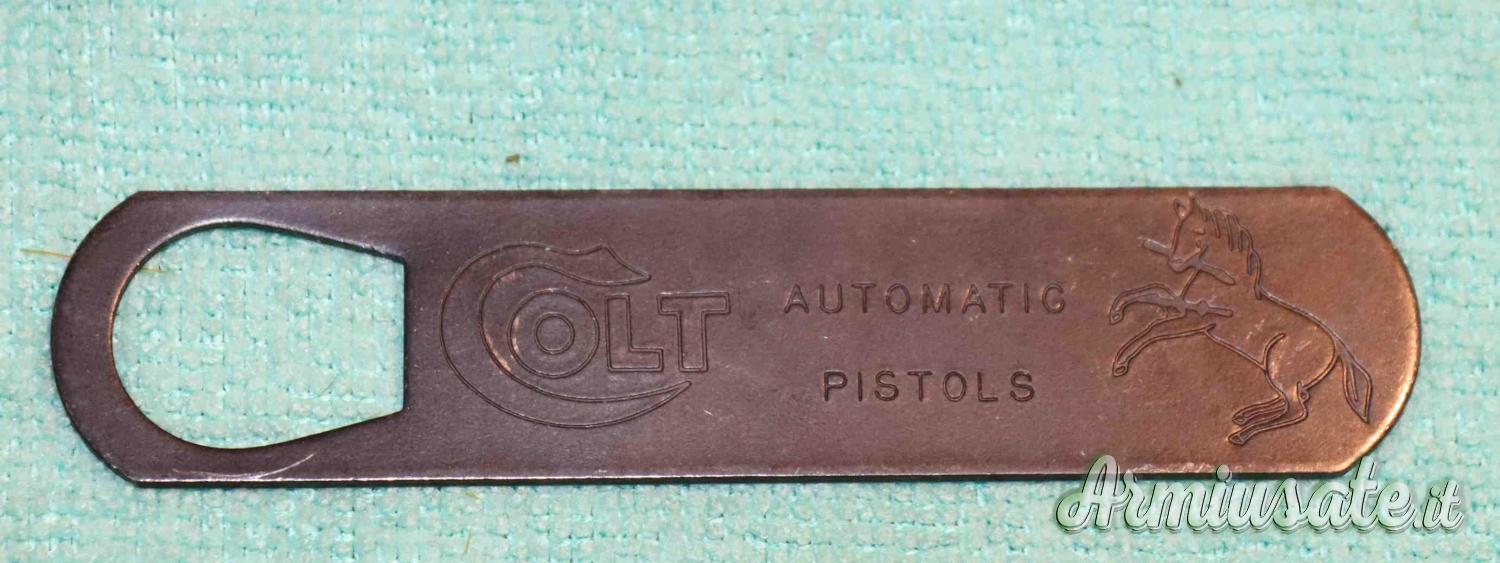 COLT
AUTOMATIC
PISTOLS
Armiusate.it